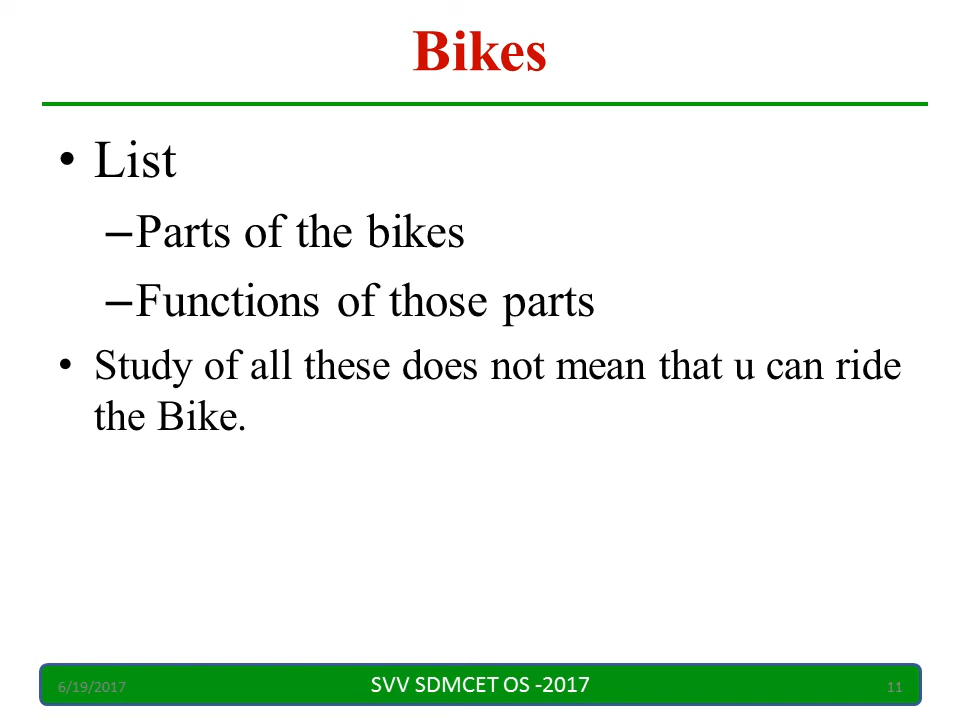 Bikes
• List
–Parts of the bikes
–Functions of those parts
• Study of all these does not mean that u can ride
the Bike.
6/19/2017 SVV SDMCET OS -2017 11